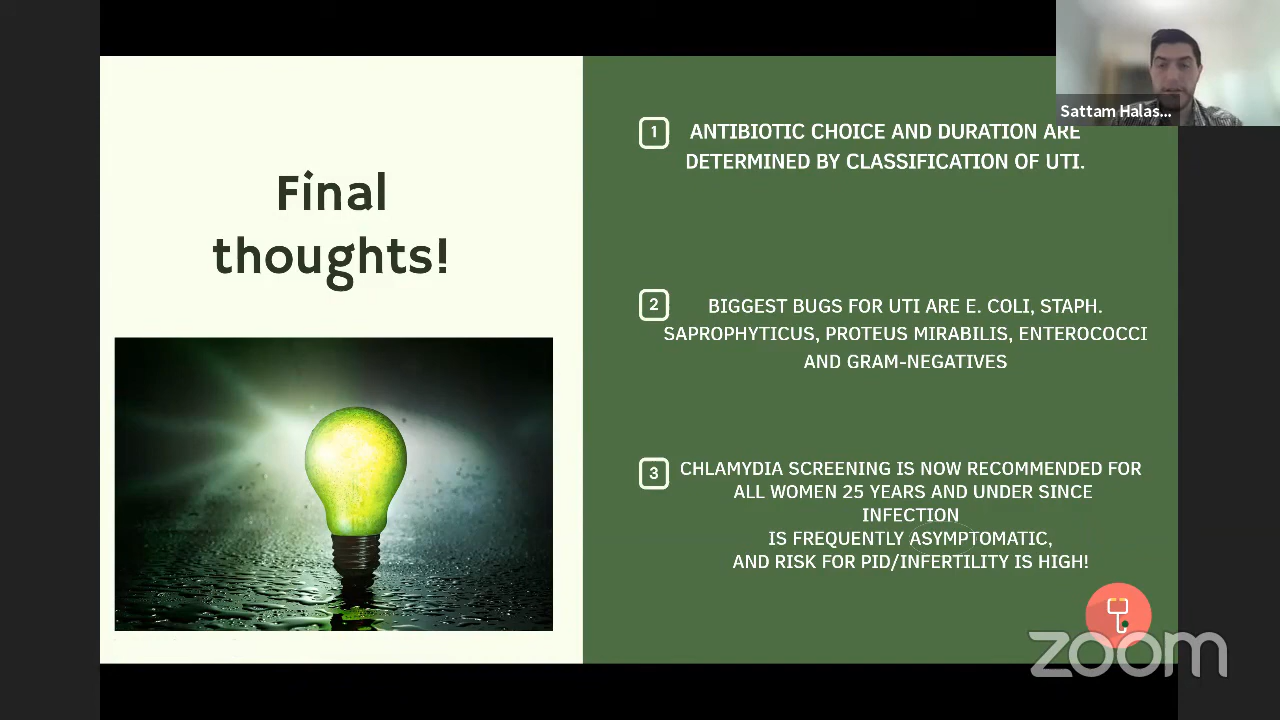 Sattam Halas...
Final
thoughts!
1
ANTIBIOTIC CHOICE AND DURATION ARE
DETERMINED BY CLASSIFICATION OF UTI.
2
BIGGEST BUGS FOR UTI ARE E. COLI, STAPH.
SAPROPHYTICUS, PROTEUS MIRABILIS, ENTEROCOCCI
AND GRAM-NEGATIVES
3
CHLAMYDIA SCREENING IS NOW RECOMMENDED FOR
ALL WOMEN 25 YEARS AND UNDER SINCE
INFECTION
IS FREQUENTLY ASYMPTOMATIC,
AND RISK FOR PID/INFERTILITY IS HIGH!
zoom